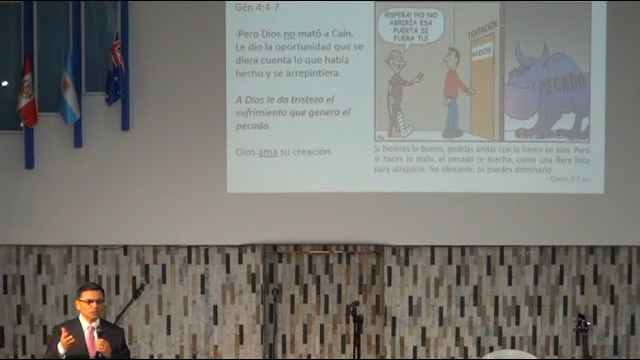 Gén 4:4-7
-Pero Dios no mató a Caín.
Le dio la oportunidad que se
diera cuenta lo que había
hecho y se arrepintiera.
A Dios le da tristeza el
sufrimiento que genera el
pecado.
Dios ama su creación.
¡ESPERA! ¡YO NO
ABRIRÍA ESA
PUERTA SI
FUERA TU!
TENTACIÓN
NO ENTRE
PECADO
Si hicieras lo bueno, podrías andar con la frente en alto. Pero
si haces lo malo, el pecado te acecha, como una fiera lista
para atraparte. No obstante, tú puedes dominarlo.